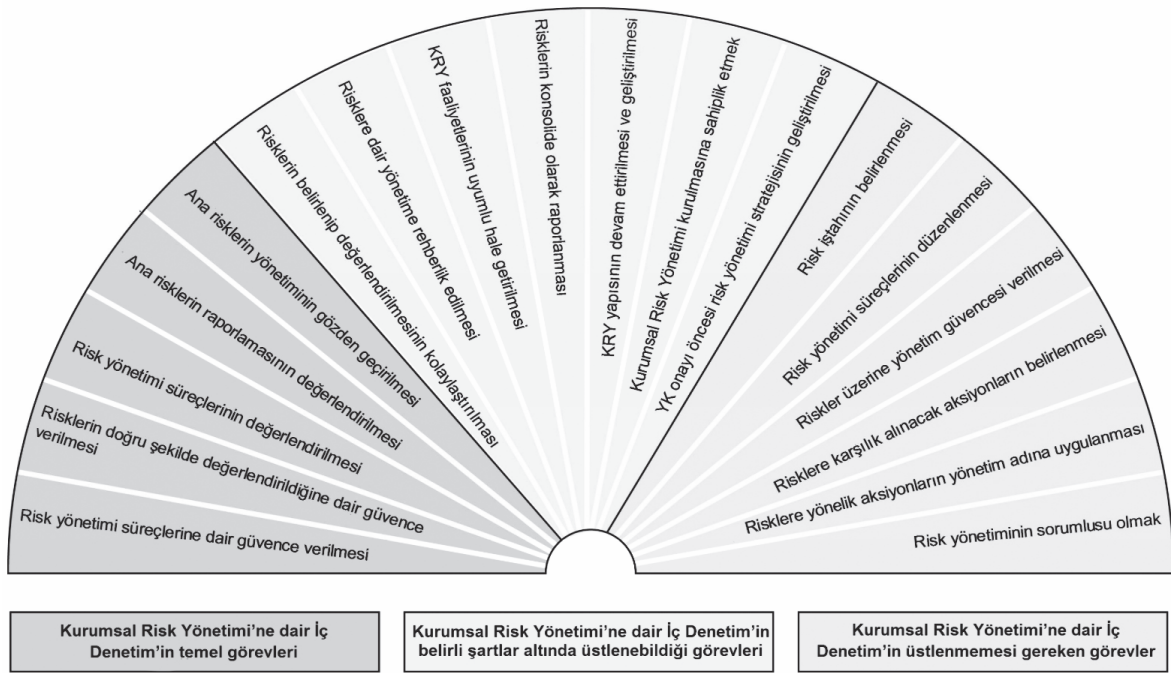 Risk yönetimi süreçlerine dair güvence verilmesi
Risklerin doğru şekilde değerlendirildiğine dair güvence
verilmesi
Risk yönetimi süreçlerinin değerlendirilmesi
Ana risklerin raporlamasının değerlendirilmesi
Ana risklerin yönetiminin gözden geçirilmesi
Risklerin belirlenip değerlendirilmesinin kolaylaştırılması
Risklere dair yönetime rehberlik edilmesi
KRY faaliyetlerinin uyumlu hale getirilmesi
Risklerin konsolide olarak raporlanması
KRY yapısının devam ettirilmesi ve geliştirilmesi
Kurumsal Risk Yönetimi kurulmasına sahiplik etmek
YK onayı öncesi risk yönetimi stratejisinin geliştirilmesi
Risk iştahının belirlenmesi
Risk yönetimi süreçlerinin düzenlenmesi
Riskler üzerine yönetim güvencesi verilmesi
Risklere karşılık alınacak aksiyonların belirlenmesi
Risklere yönelik aksiyonların yönetim adına uygulanması
Risk yönetiminin sorumlusu olmak
Kurumsal Risk Yönetimi’ne dair İç
Denetim’in temel görevleri
Kurumsal Risk Yönetimi’ne dair İç Denetim’in
belirli şartlar altında üstlenebildiği görevleri
Kurumsal Risk Yönetimi’ne dair İç
Denetim’in üstlenmemesi gereken görevler